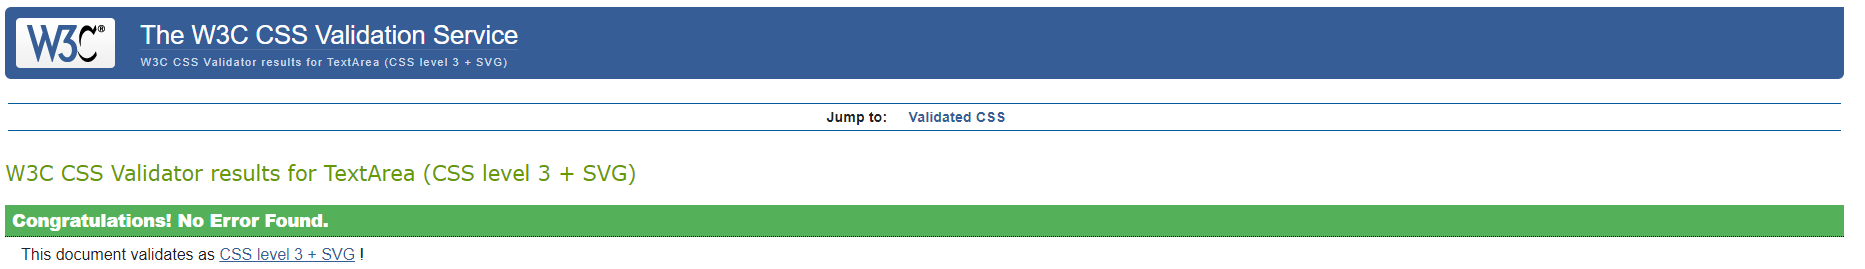 W3C®
The W3C CSS Validation Service
W3C CSS Validator results for TextArea (CSS level 3 + SVG)
Jump to: Validated CSS
W3C CSS Validator results for TextArea (CSS level 3 + SVG)
Congratulations! No Error Found.
This document validates as CSS level 3 + SVG !